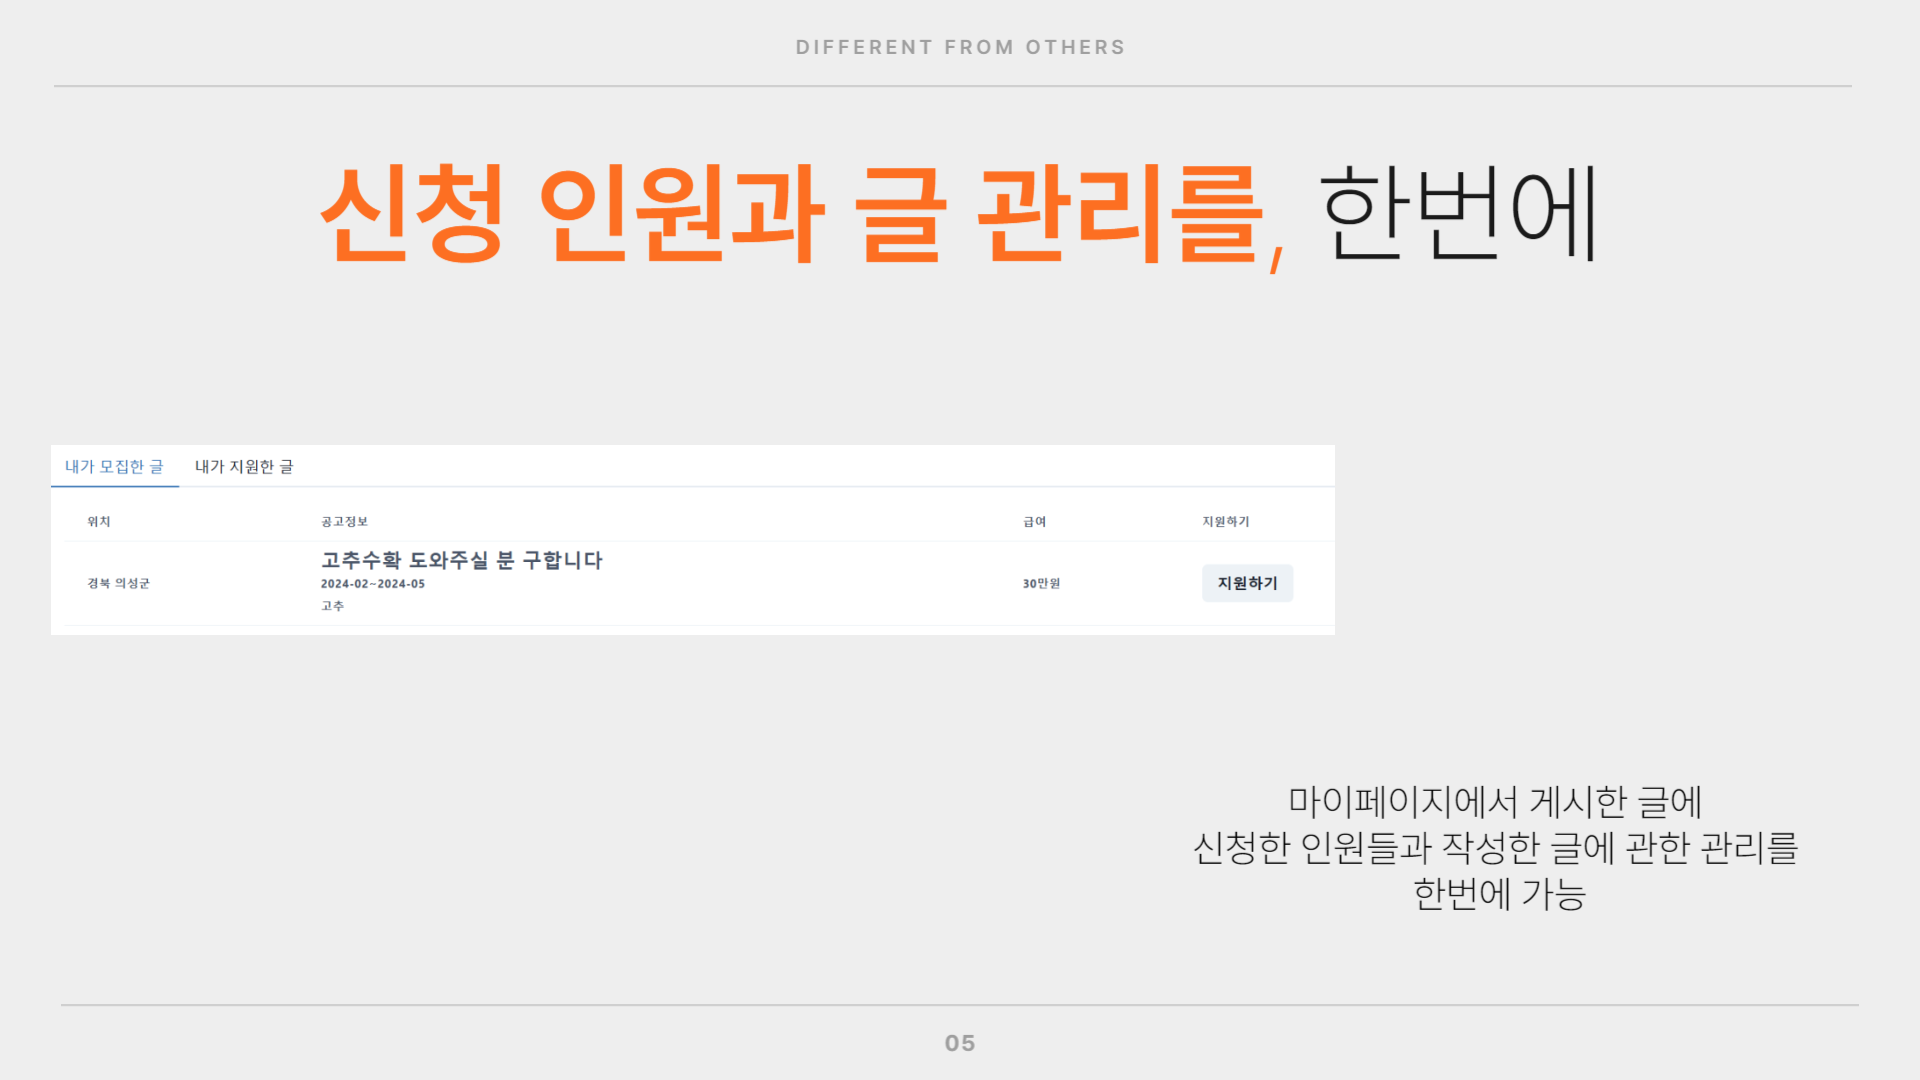 DIFFERENT FROM OTHERS
신청 인원과 글 관리를, 한번에
내가 모집한 글 내가 지원한 글
위치 공고정보 급여 지원하기
고추수확 도와주실 분 구합니다
경북 의성군 2024-02~2024-05 30만원 지원하기
고추
마이페이지에서 게시한 글에
신청한 인원들과 작성한 글에 관한 관리를
한번에 가능
05